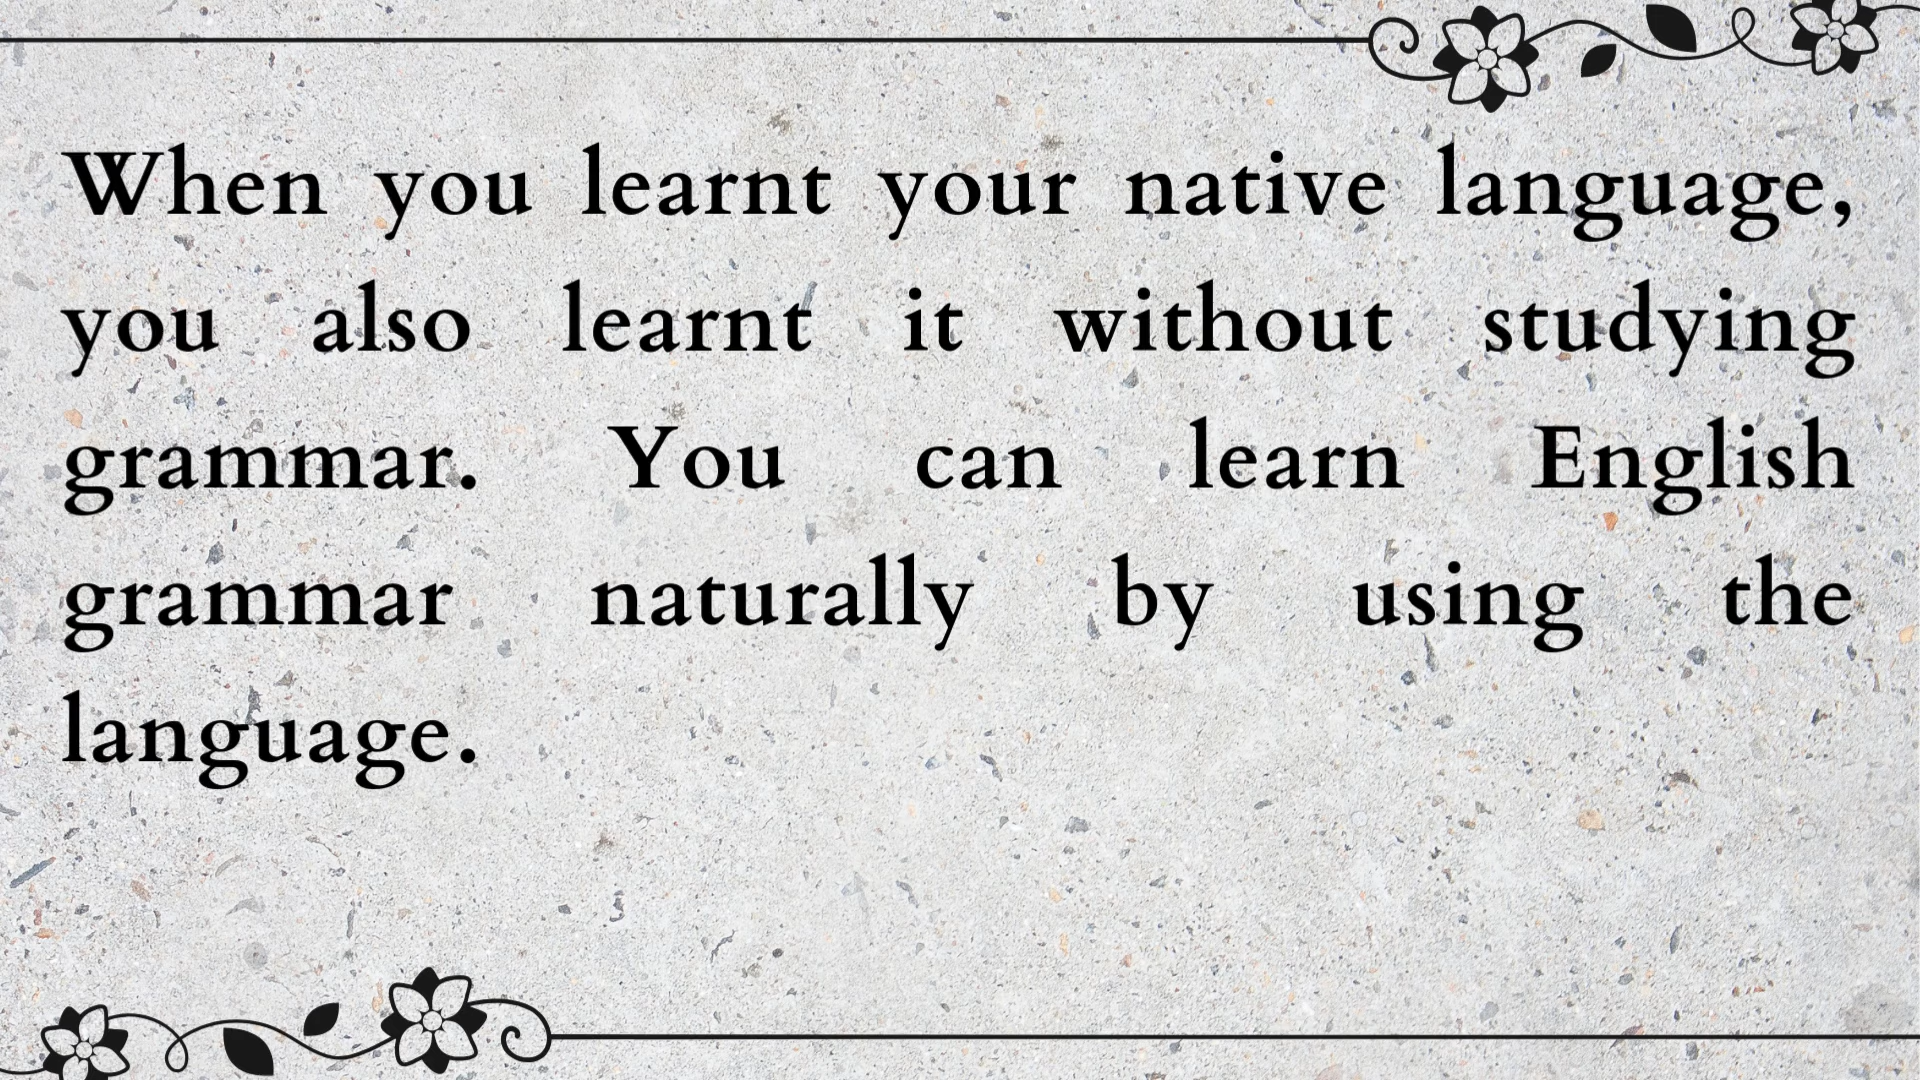 When you learnt your native language,
you also learnt it without studying
grammar. You can learn English
grammar naturally by using the
language.